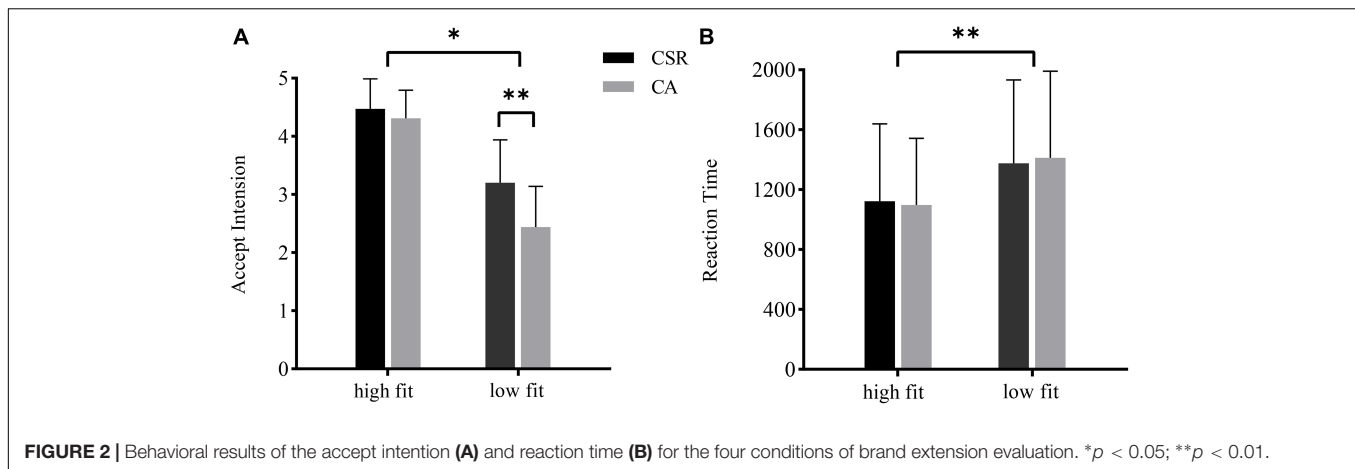 A
*
CSR
CA
**
5
4
3
2
1
0
Accept Intension
high fit
low fit
B
**
2000
1600
1200
800
400
0
Reaction Time
high fit
low fit
FIGURE 2 | Behavioral results of the accept intention (A) and reaction time (B) for the four conditions of brand extension evaluation. *p < 0.05; **p < 0.01.